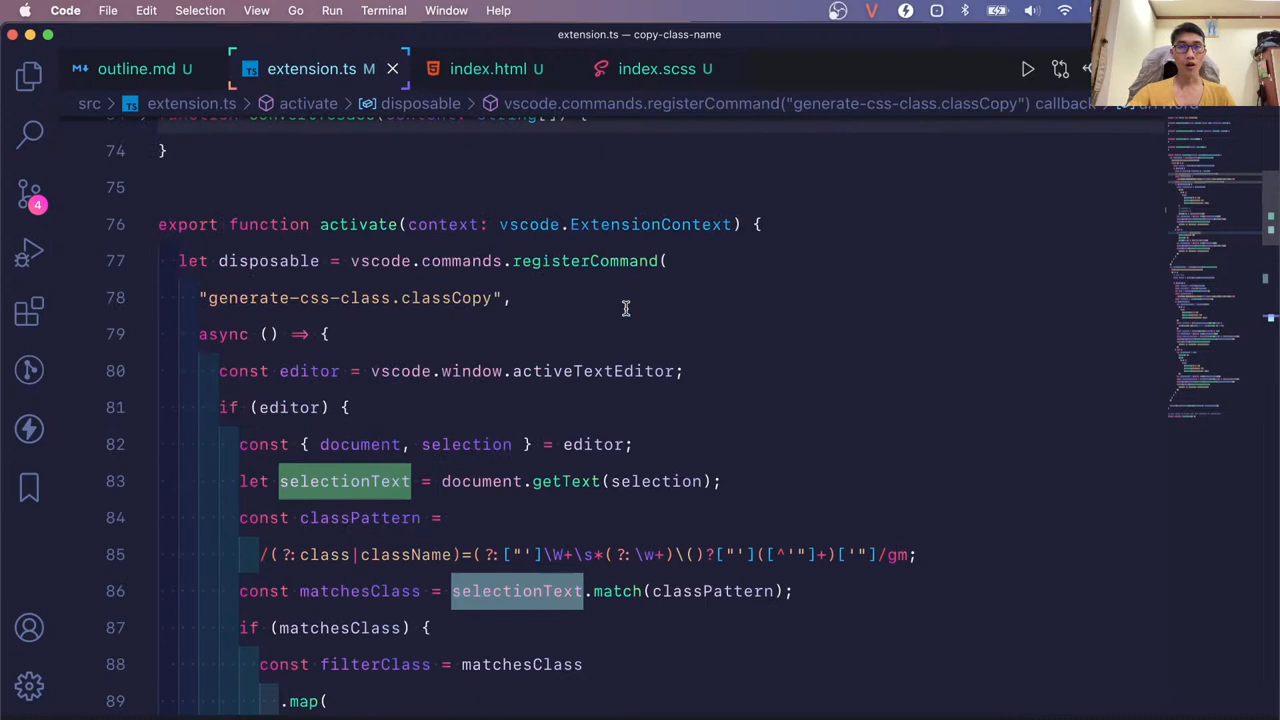 Code File Edit Selection View Go Run Terminal Window Help
extension.ts — copy-class-name
outline.md U extension.ts M index.html U index.scss U
src extension.ts activate disposable vscode.commands.registerCommand("generate-css-class.classCopy") callback
74 }
75
76 export function activate(context: vscode.ExtensionContext) {
77 let disposable = vscode.commands.registerCommand(
78 "generate-css-class.classCopy",
79 async () => {
80 const editor = vscode.window.activeTextEditor;
81 if (editor) {
82 const { document, selection } = editor;
83 let selectionText = document.getText(selection);
84 const classPattern =
85 /(?:class|className)=(?:["']\W+\s*(?:\w+)\()?["']([^'"]+)['"]/gm;
86 const matchesClass = selectionText.match(classPattern);
87 if (matchesClass) {
88 const filterClass = matchesClass
89 .map(
4